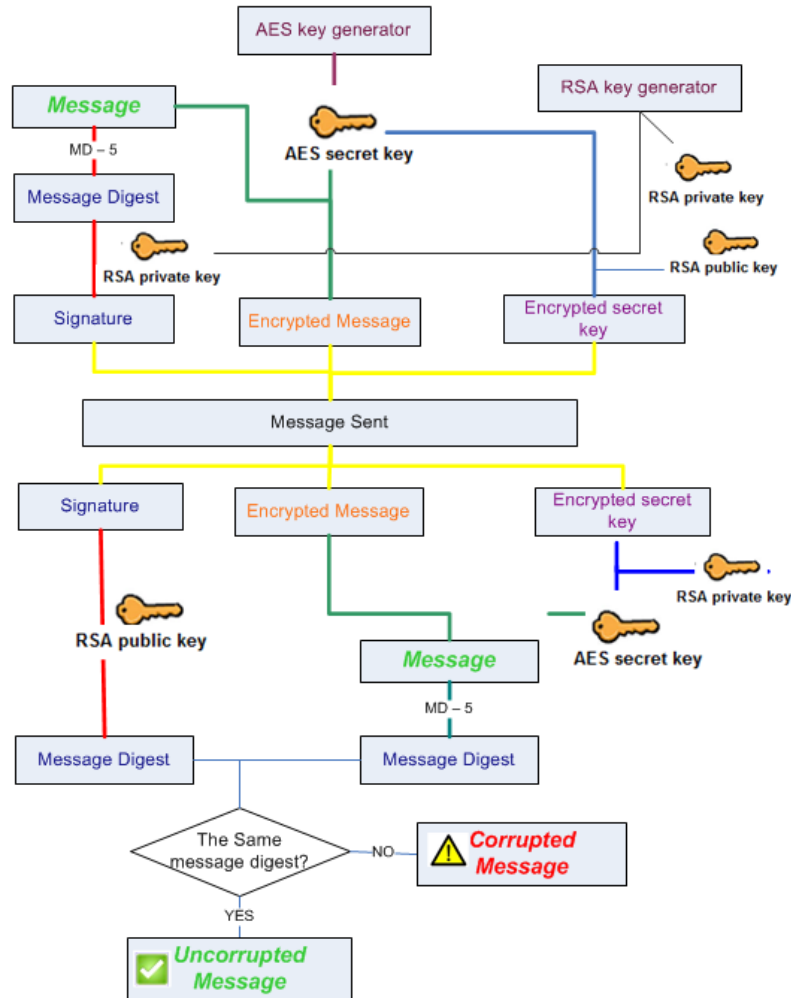 AES key generator
RSA key generator
Message
AES secret key
MD – 5
RSA private key
Message Digest
RSA private key
RSA public key
Signature
Encrypted Message
Encrypted secret
key
Message Sent
Signature
Encrypted Message
Encrypted secret
key
RSA private key
RSA public key
Message
AES secret key
MD – 5
Message Digest
Message Digest
The Same
message digest?
NO
Corrupted
Message
YES
Uncorrupted
Message